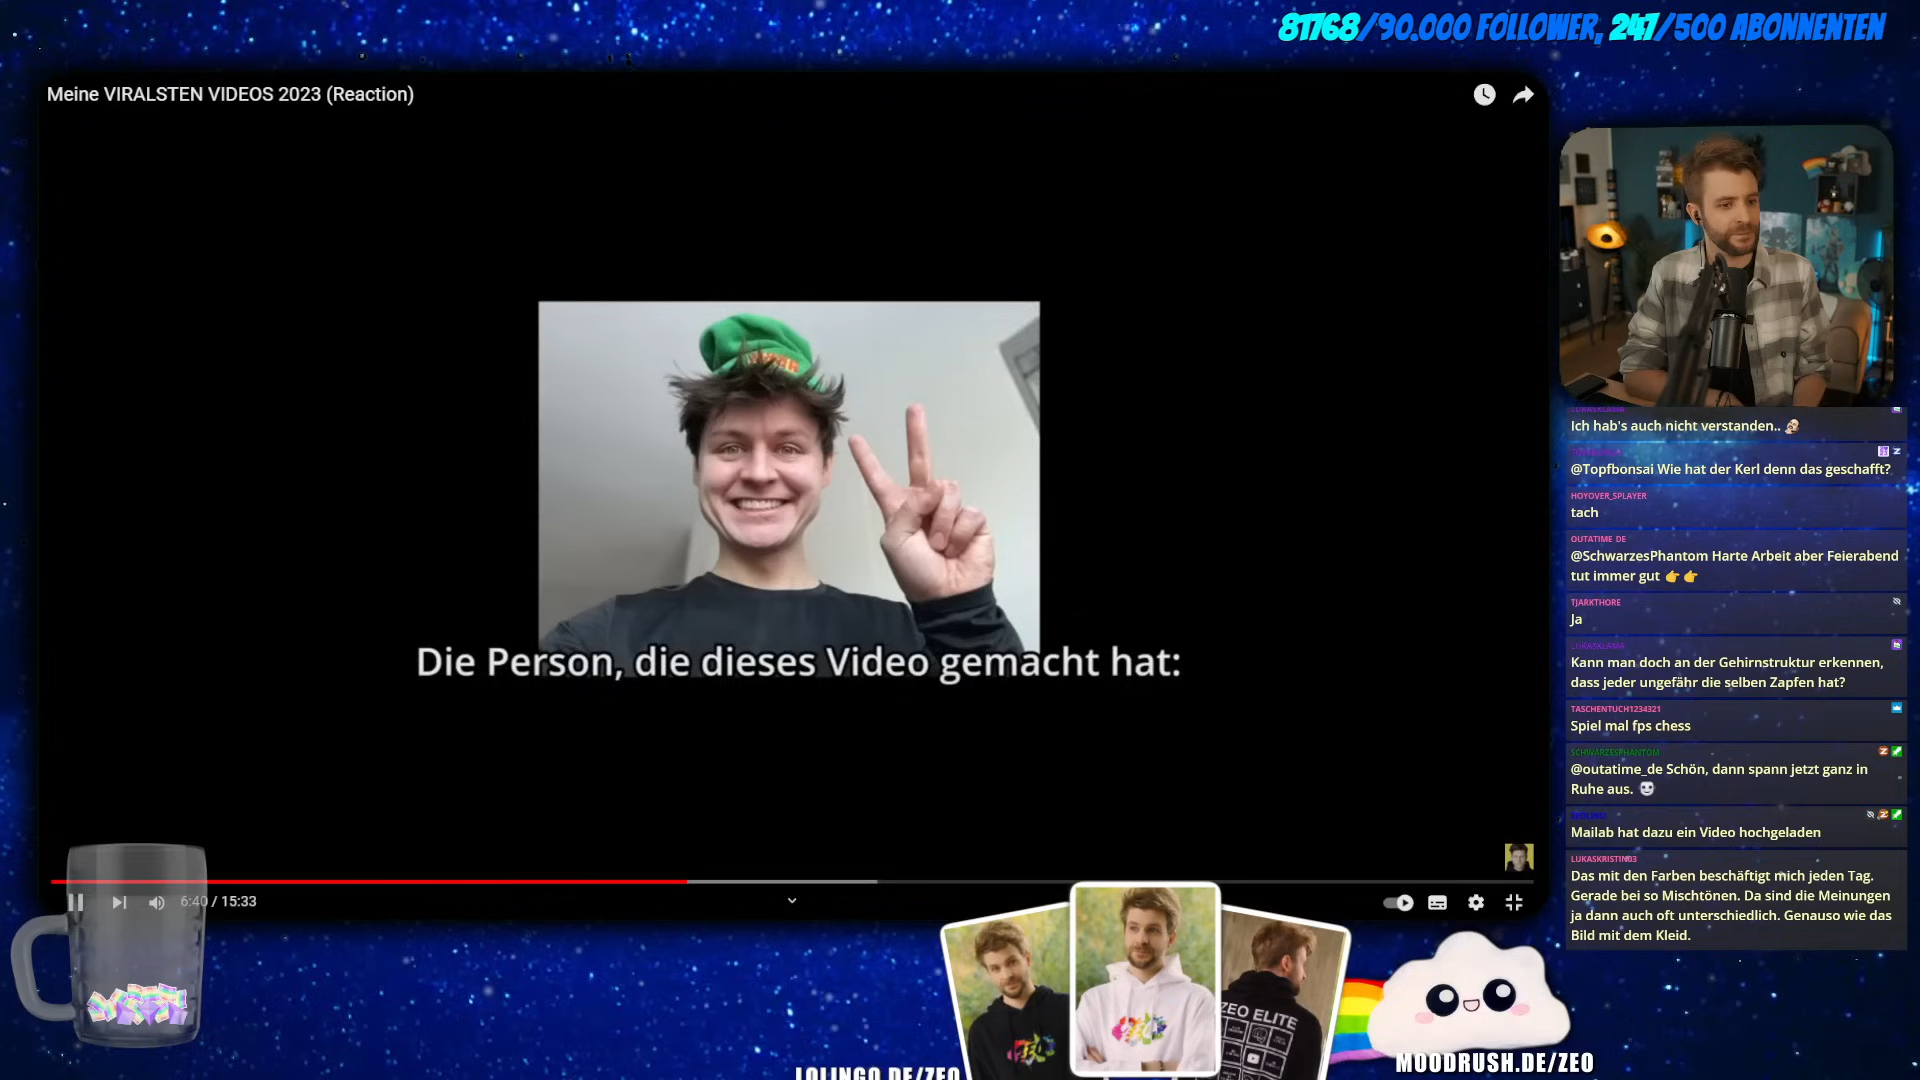 81768/90.000 FOLLOWER, 247/500 ABONNENTEN
Meine VIRALSTEN VIDEOS 2023 (Reaction)
Die Person, die dieses Video gemacht hat:
6:40 / 15:33
Ich hab's auch nicht verstanden..
@Topfbonsai Wie hat der Kerl denn das geschafft?
HOYOVER_SPLAYER
tach
OUTATIME_DE
@SchwarzesPhantom Harte Arbeit aber Feierabend
tut immer gut 👉 👉
TJARKTHORE
Ja
LUKASKLAMA
Kann man doch an der Gehirnstruktur erkennen,
dass jeder ungefähr die selben Zapfen hat?
TASCHENTUCH1234321
Spiel mal fps chess
SCHWARZESPHANTOM
@outatime_de Schön, dann spann jetzt ganz in
Ruhe aus.
Mailab hat dazu ein Video hochgeladen
LUKASKRISTIN03
Das mit den Farben beschäftigt mich jeden Tag.
Gerade bei so Mischtönen. Da sind die Meinungen
ja dann auch oft unterschiedlich. Genauso wie das
Bild mit dem Kleid.
ZEO ELITE
LOLINGO.DE/ZEO
MOODRUSH.DE/ZEO